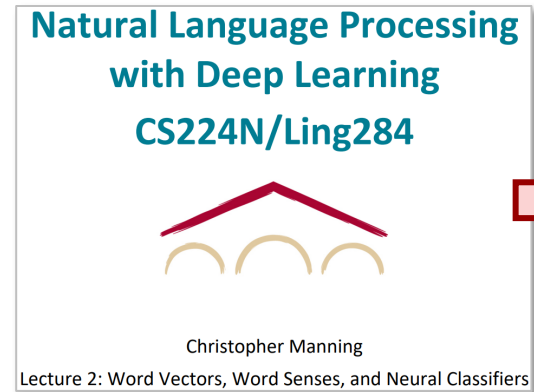 Natural Language Processing
with Deep Learning
CS224N/Ling284
Christopher Manning
Lecture 2: Word Vectors, Word Senses, and Neural Classifiers